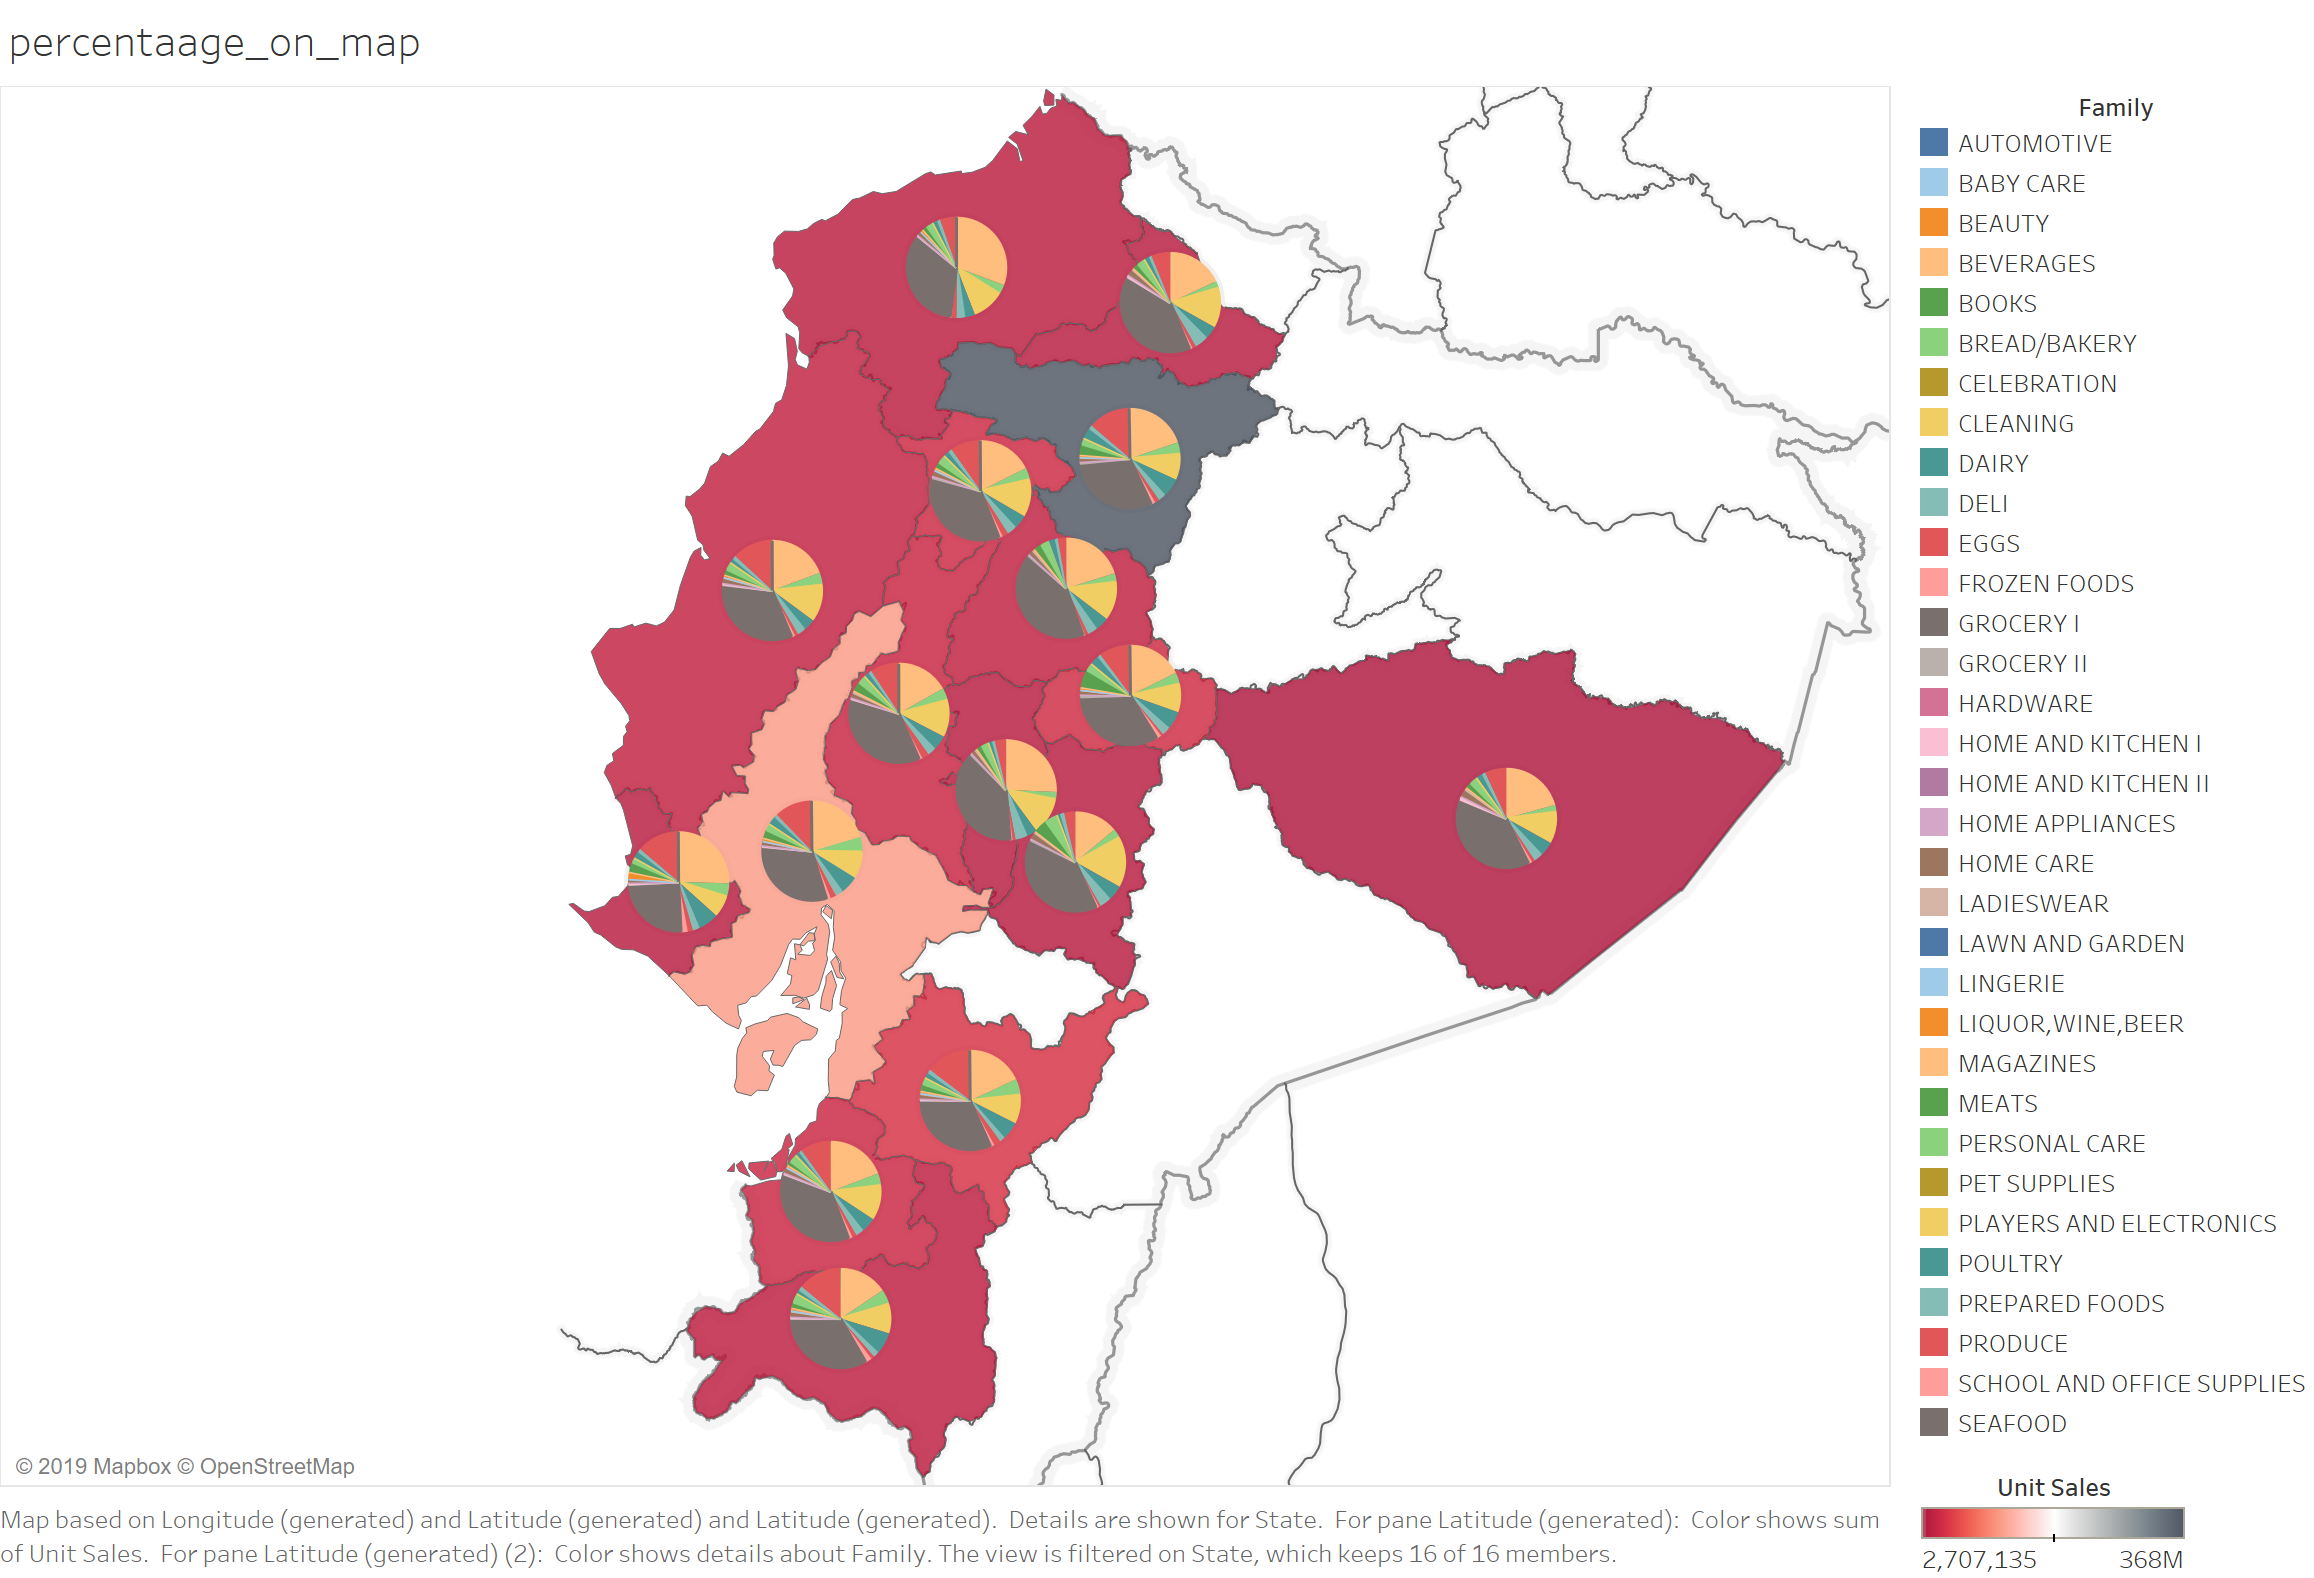 percentaage_on_map
Family
AUTOMOTIVE
BABY CARE
BEAUTY
BEVERAGES
BOOKS
BREAD/BAKERY
CELEBRATION
CLEANING
DAIRY
DELI
EGGS
FROZEN FOODS
GROCERY I
GROCERY II
HARDWARE
HOME AND KITCHEN I
HOME AND KITCHEN II
HOME APPLIANCES
HOME CARE
LADIESWEAR
LAWN AND GARDEN
LINGERIE
LIQUOR,WINE,BEER
MAGAZINES
MEATS
PERSONAL CARE
PET SUPPLIES
PLAYERS AND ELECTRONICS
POULTRY
PREPARED FOODS
PRODUCE
SCHOOL AND OFFICE SUPPLIES
SEAFOOD
Unit Sales
2,707,135 368M
© 2019 Mapbox © OpenStreetMap
Map based on Longitude (generated) and Latitude (generated) and Latitude (generated).  Details are shown for State.  For pane Latitude (generated):  Color shows sum
of Unit Sales.  For pane Latitude (generated) (2):  Color shows details about Family. The view is filtered on State, which keeps 16 of 16 members.